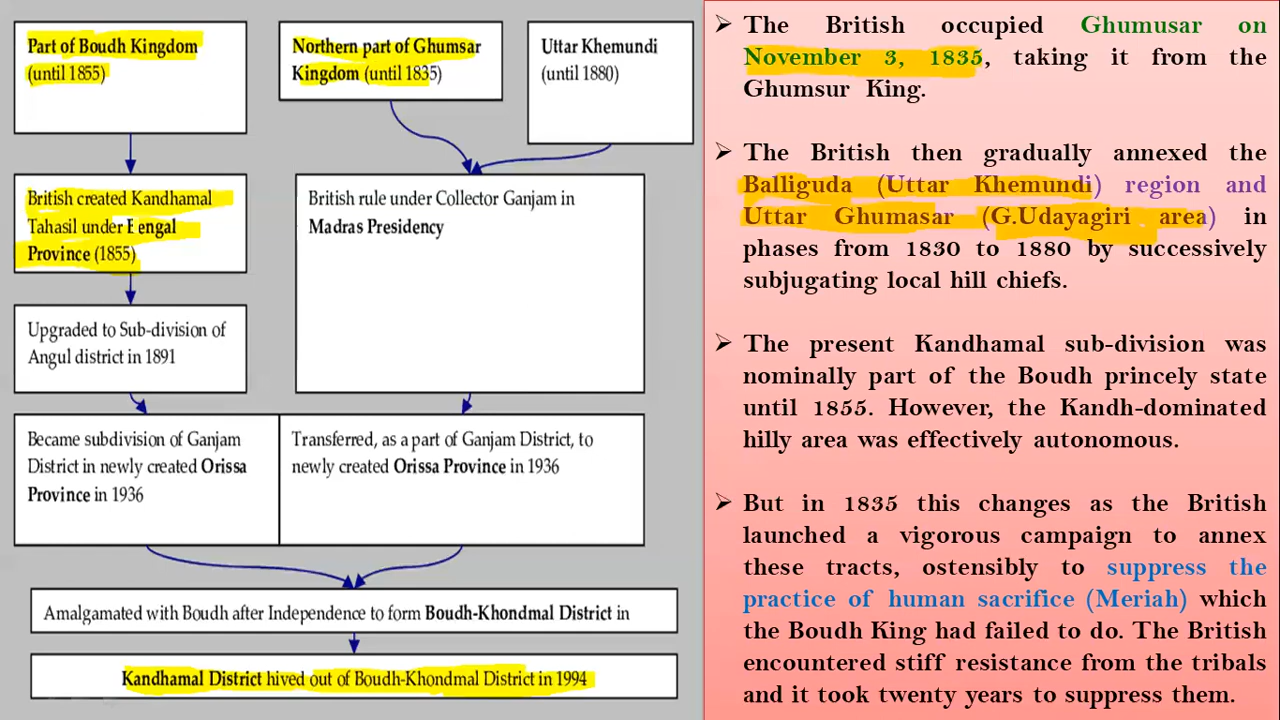 Part of Boudh Kingdom
(until 1855)
Northern part of Ghumsar
Kingdom (until 1835)
Uttar Khemundi
(until 1880)
British created Kandhamal
Tahasil under Bengal
Province (1855)
British rule under Collector Ganjam in
Madras Presidency
Upgraded to Sub-division of
Angul district in 1891
Became subdivision of Ganjam
District in newly created Orissa
Province in 1936
Transferred, as a part of Ganjam District, to
newly created Orissa Province in 1936
Amalgamated with Boudh after Independence to form Boudh-Khondmal District in
Kandhamal District hived out of Boudh-Khondmal District in 1994
➢ The British occupied Ghumusar on
November 3, 1835, taking it from the
Ghumsur King.
➢ The British then gradually annexed the
Balliguda (Uttar Khemundi) region and
Uttar Ghumasar (G.Udayagiri area) in
phases from 1830 to 1880 by successively
subjugating local hill chiefs.
➢ The present Kandhamal sub-division was
nominally part of the Boudh princely state
until 1855. However, the Kandh-dominated
hilly area was effectively autonomous.
➢ But in 1835 this changes as the British
launched a vigorous campaign to annex
these tracts, ostensibly to suppress the
practice of human sacrifice (Meriah) which
the Boudh King had failed to do. The British
encountered stiff resistance from the tribals
and it took twenty years to suppress them.